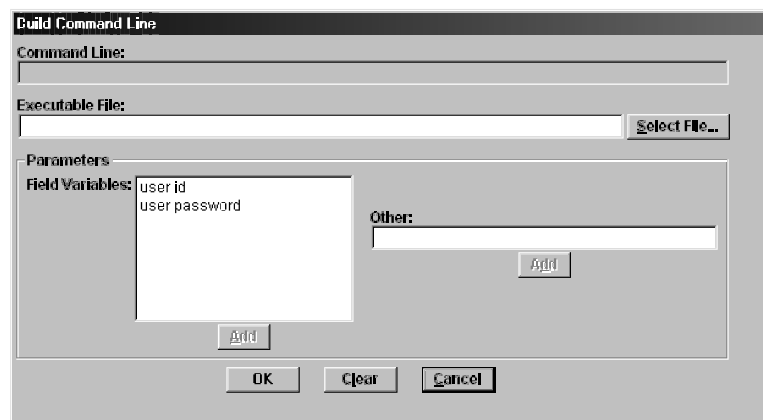 Build Command Line
Command Line:
Executable File:
Select File...
Parameters
Field Variables:
user id
user password
Other:
Add
Add
OK
Clear
Cancel